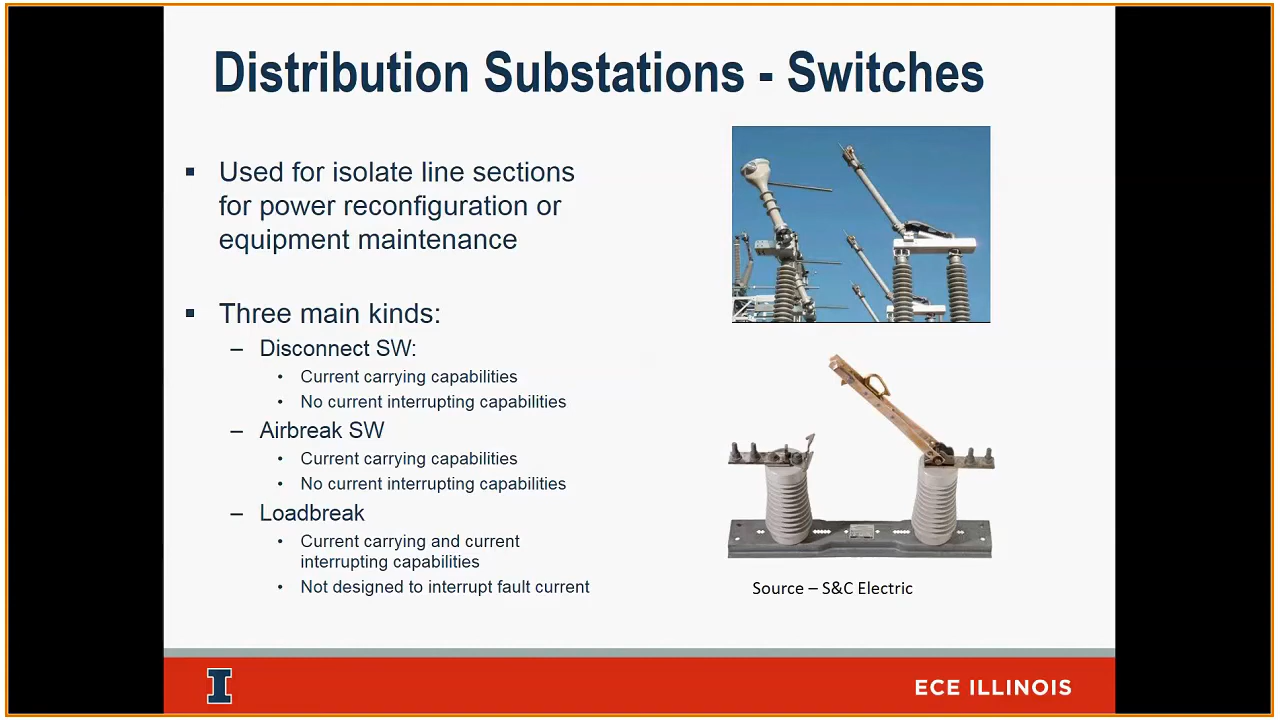 Distribution Substations - Switches
Used for isolate line sections
for power reconfiguration or
equipment maintenance
Three main kinds:
Disconnect SW:
Current carrying capabilities
No current interrupting capabilities
Airbreak SW
Current carrying capabilities
No current interrupting capabilities
Loadbreak
Current carrying and current
interrupting capabilities
Not designed to interrupt fault current
Source – S&C Electric
I
ECE ILLINOIS